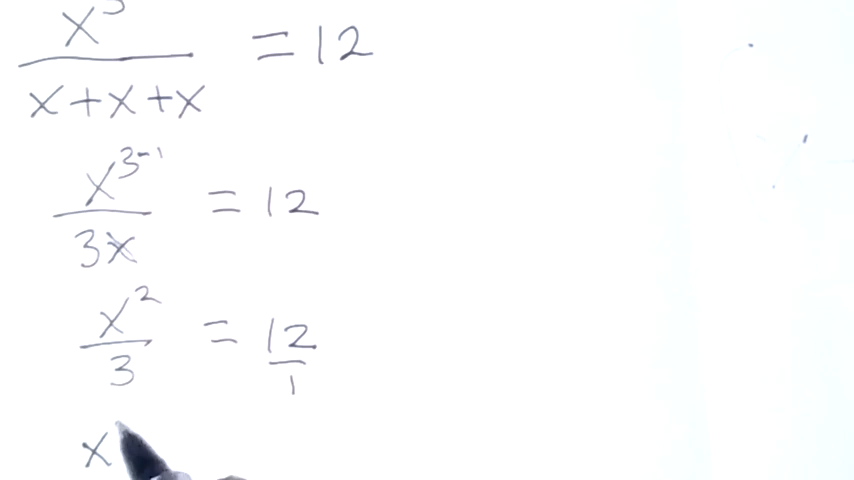 x³ / x+x+x = 12
x³⁻¹ / 3x = 12
x² / 3 = 12 / 1
x